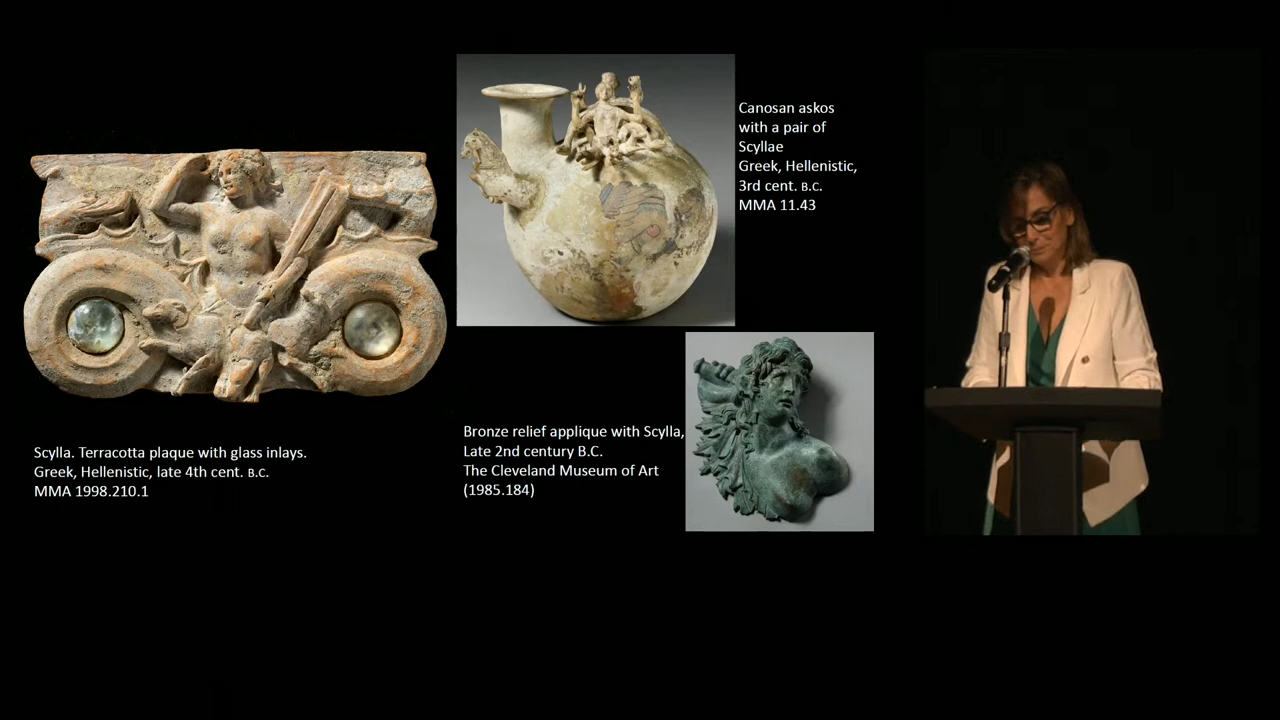 Canosan askos
with a pair of
Scyllae
Greek, Hellenistic,
3rd cent. B.C.
MMA 11.43
Scylla. Terracotta plaque with glass inlays.
Greek, Hellenistic, late 4th cent. B.C.
MMA 1998.210.1
Bronze relief applique with Scylla,
Late 2nd century B.C.
The Cleveland Museum of Art
(1985.184)